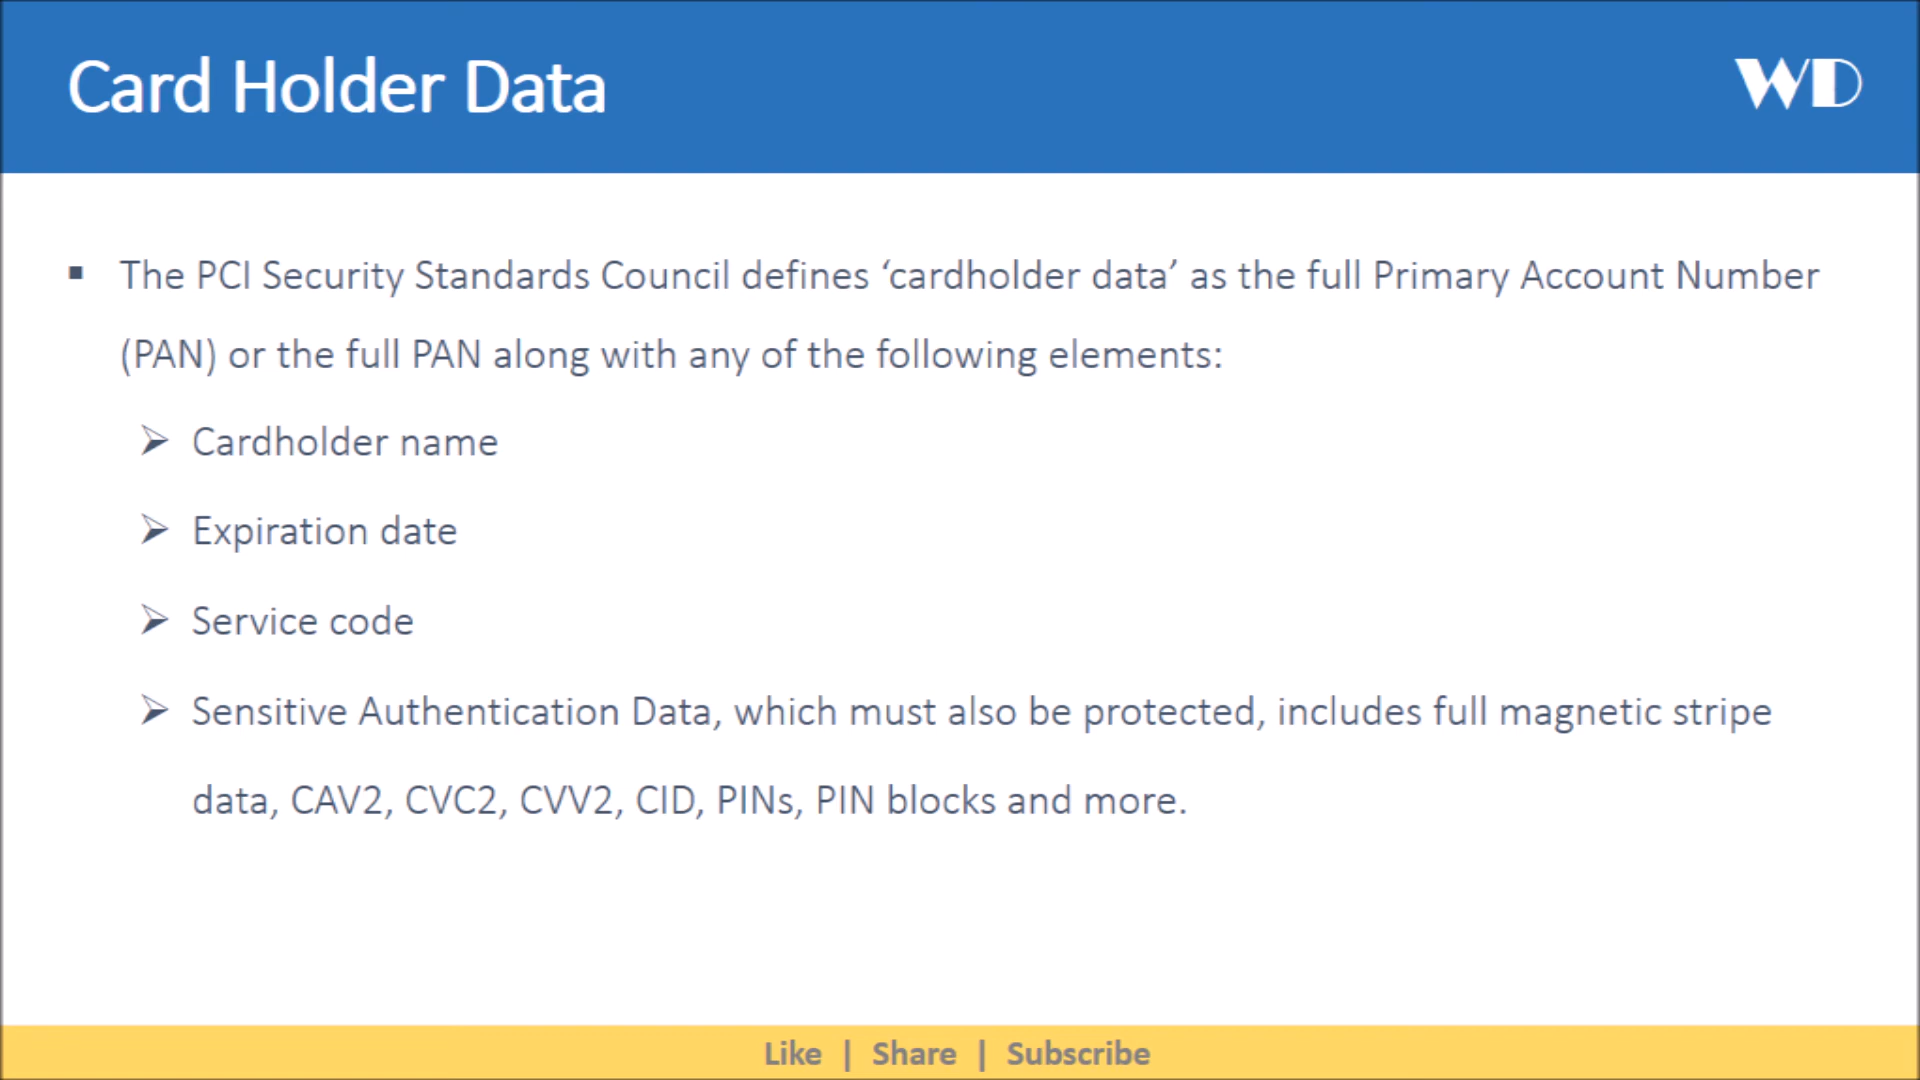 Card Holder Data
WD
▪ The PCI Security Standards Council defines ‘cardholder data’ as the full Primary Account Number
(PAN) or the full PAN along with any of the following elements:
➢ Cardholder name
➢ Expiration date
➢ Service code
➢ Sensitive Authentication Data, which must also be protected, includes full magnetic stripe
data, CAV2, CVC2, CVV2, CID, PINs, PIN blocks and more.
Like | Share | Subscribe